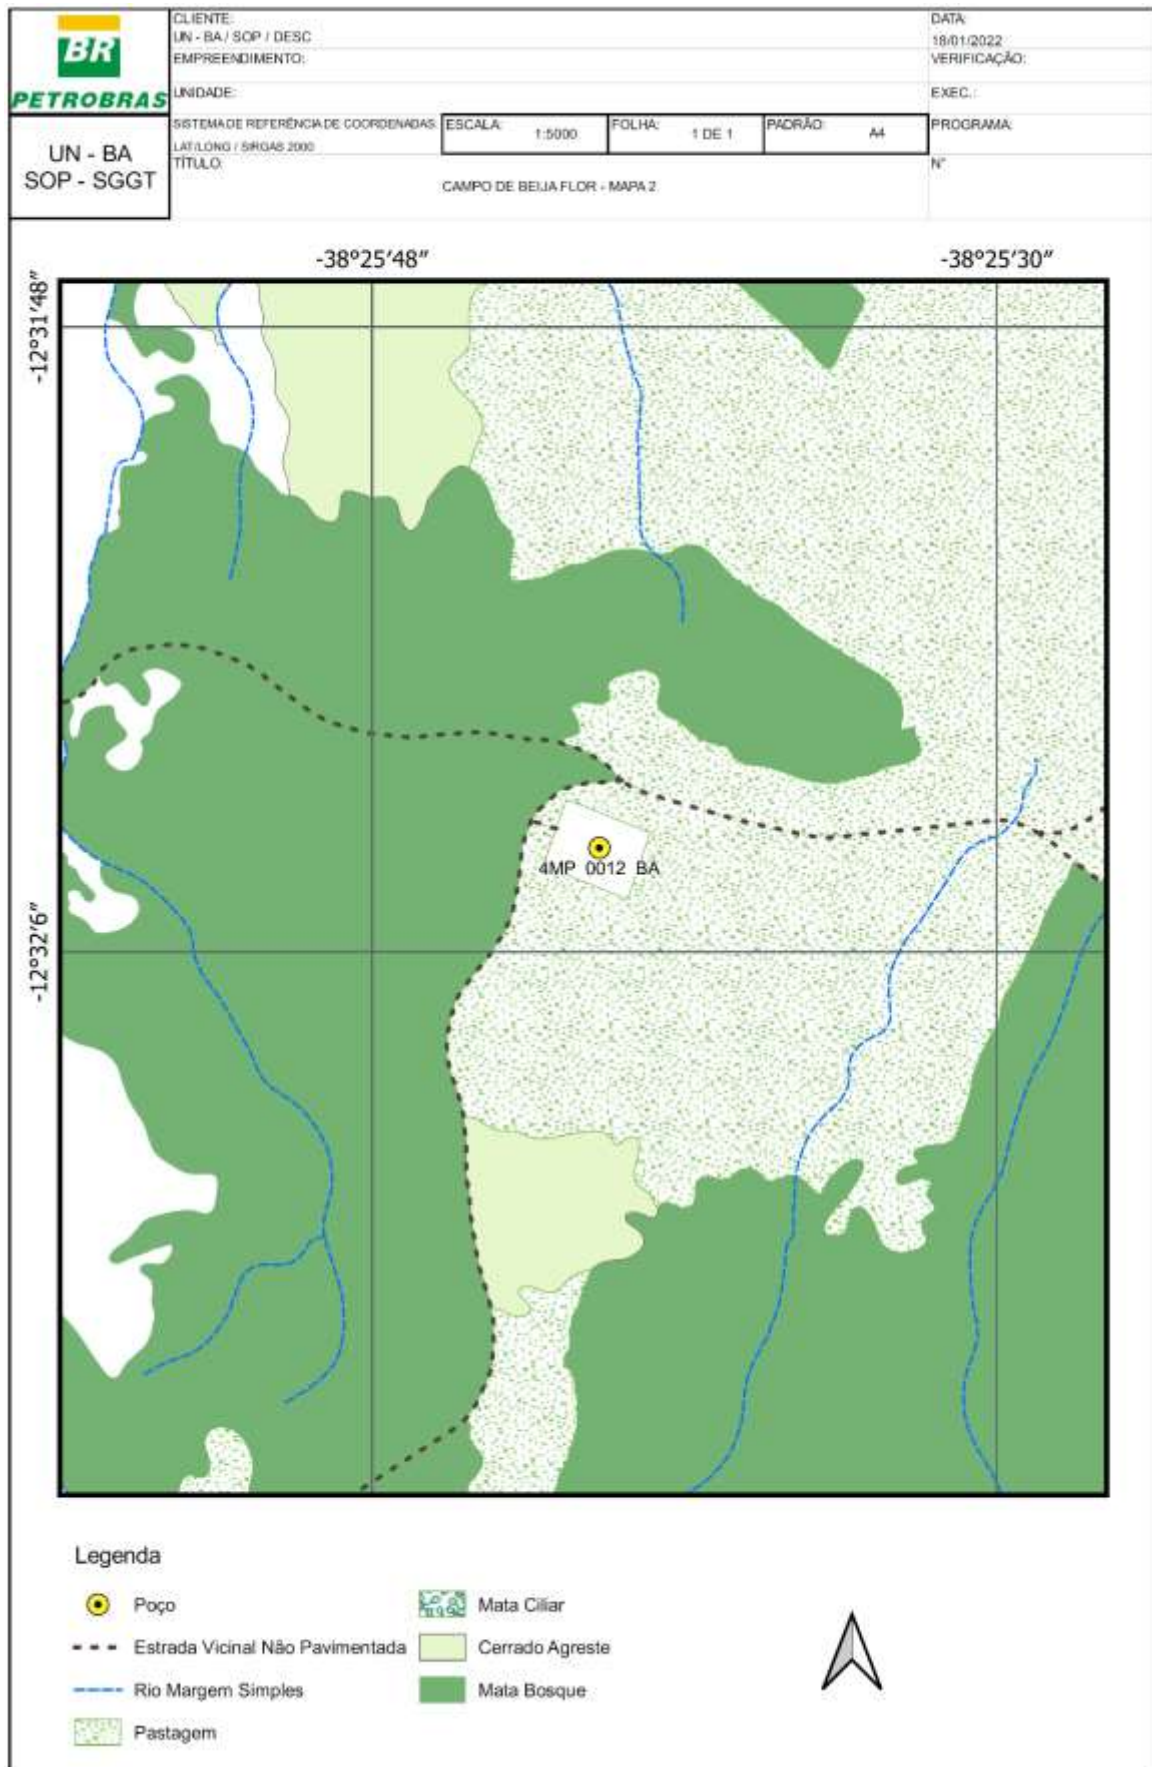 BR
PETROBRAS
UN - BA
SOP - SGGT
CLIENTE:
UN - BA / SOP / DESC
EMPREENDIMENTO:
UNIDADE:
SISTEMA DE REFERÊNCIA DE COORDENADAS:
LAT/LONG / SIRGAS 2000
ESCALA: 1:5000
FOLHA: 1 DE 1
PADRÃO: A4
TÍTULO:
CAMPO DE BEIJA FLOR - MAPA 2
DATA:
18/01/2022
VERIFICAÇÃO:
EXEC.:
PROGRAMA:
N°
-38°25'48" -38°25'30"
-12°31'48"
-12°32'6"
4MP 0012 BA
Legenda
Poço
Estrada Vicinal Não Pavimentada
Rio Margem Simples
Pastagem
Mata Ciliar
Cerrado Agreste
Mata Bosque